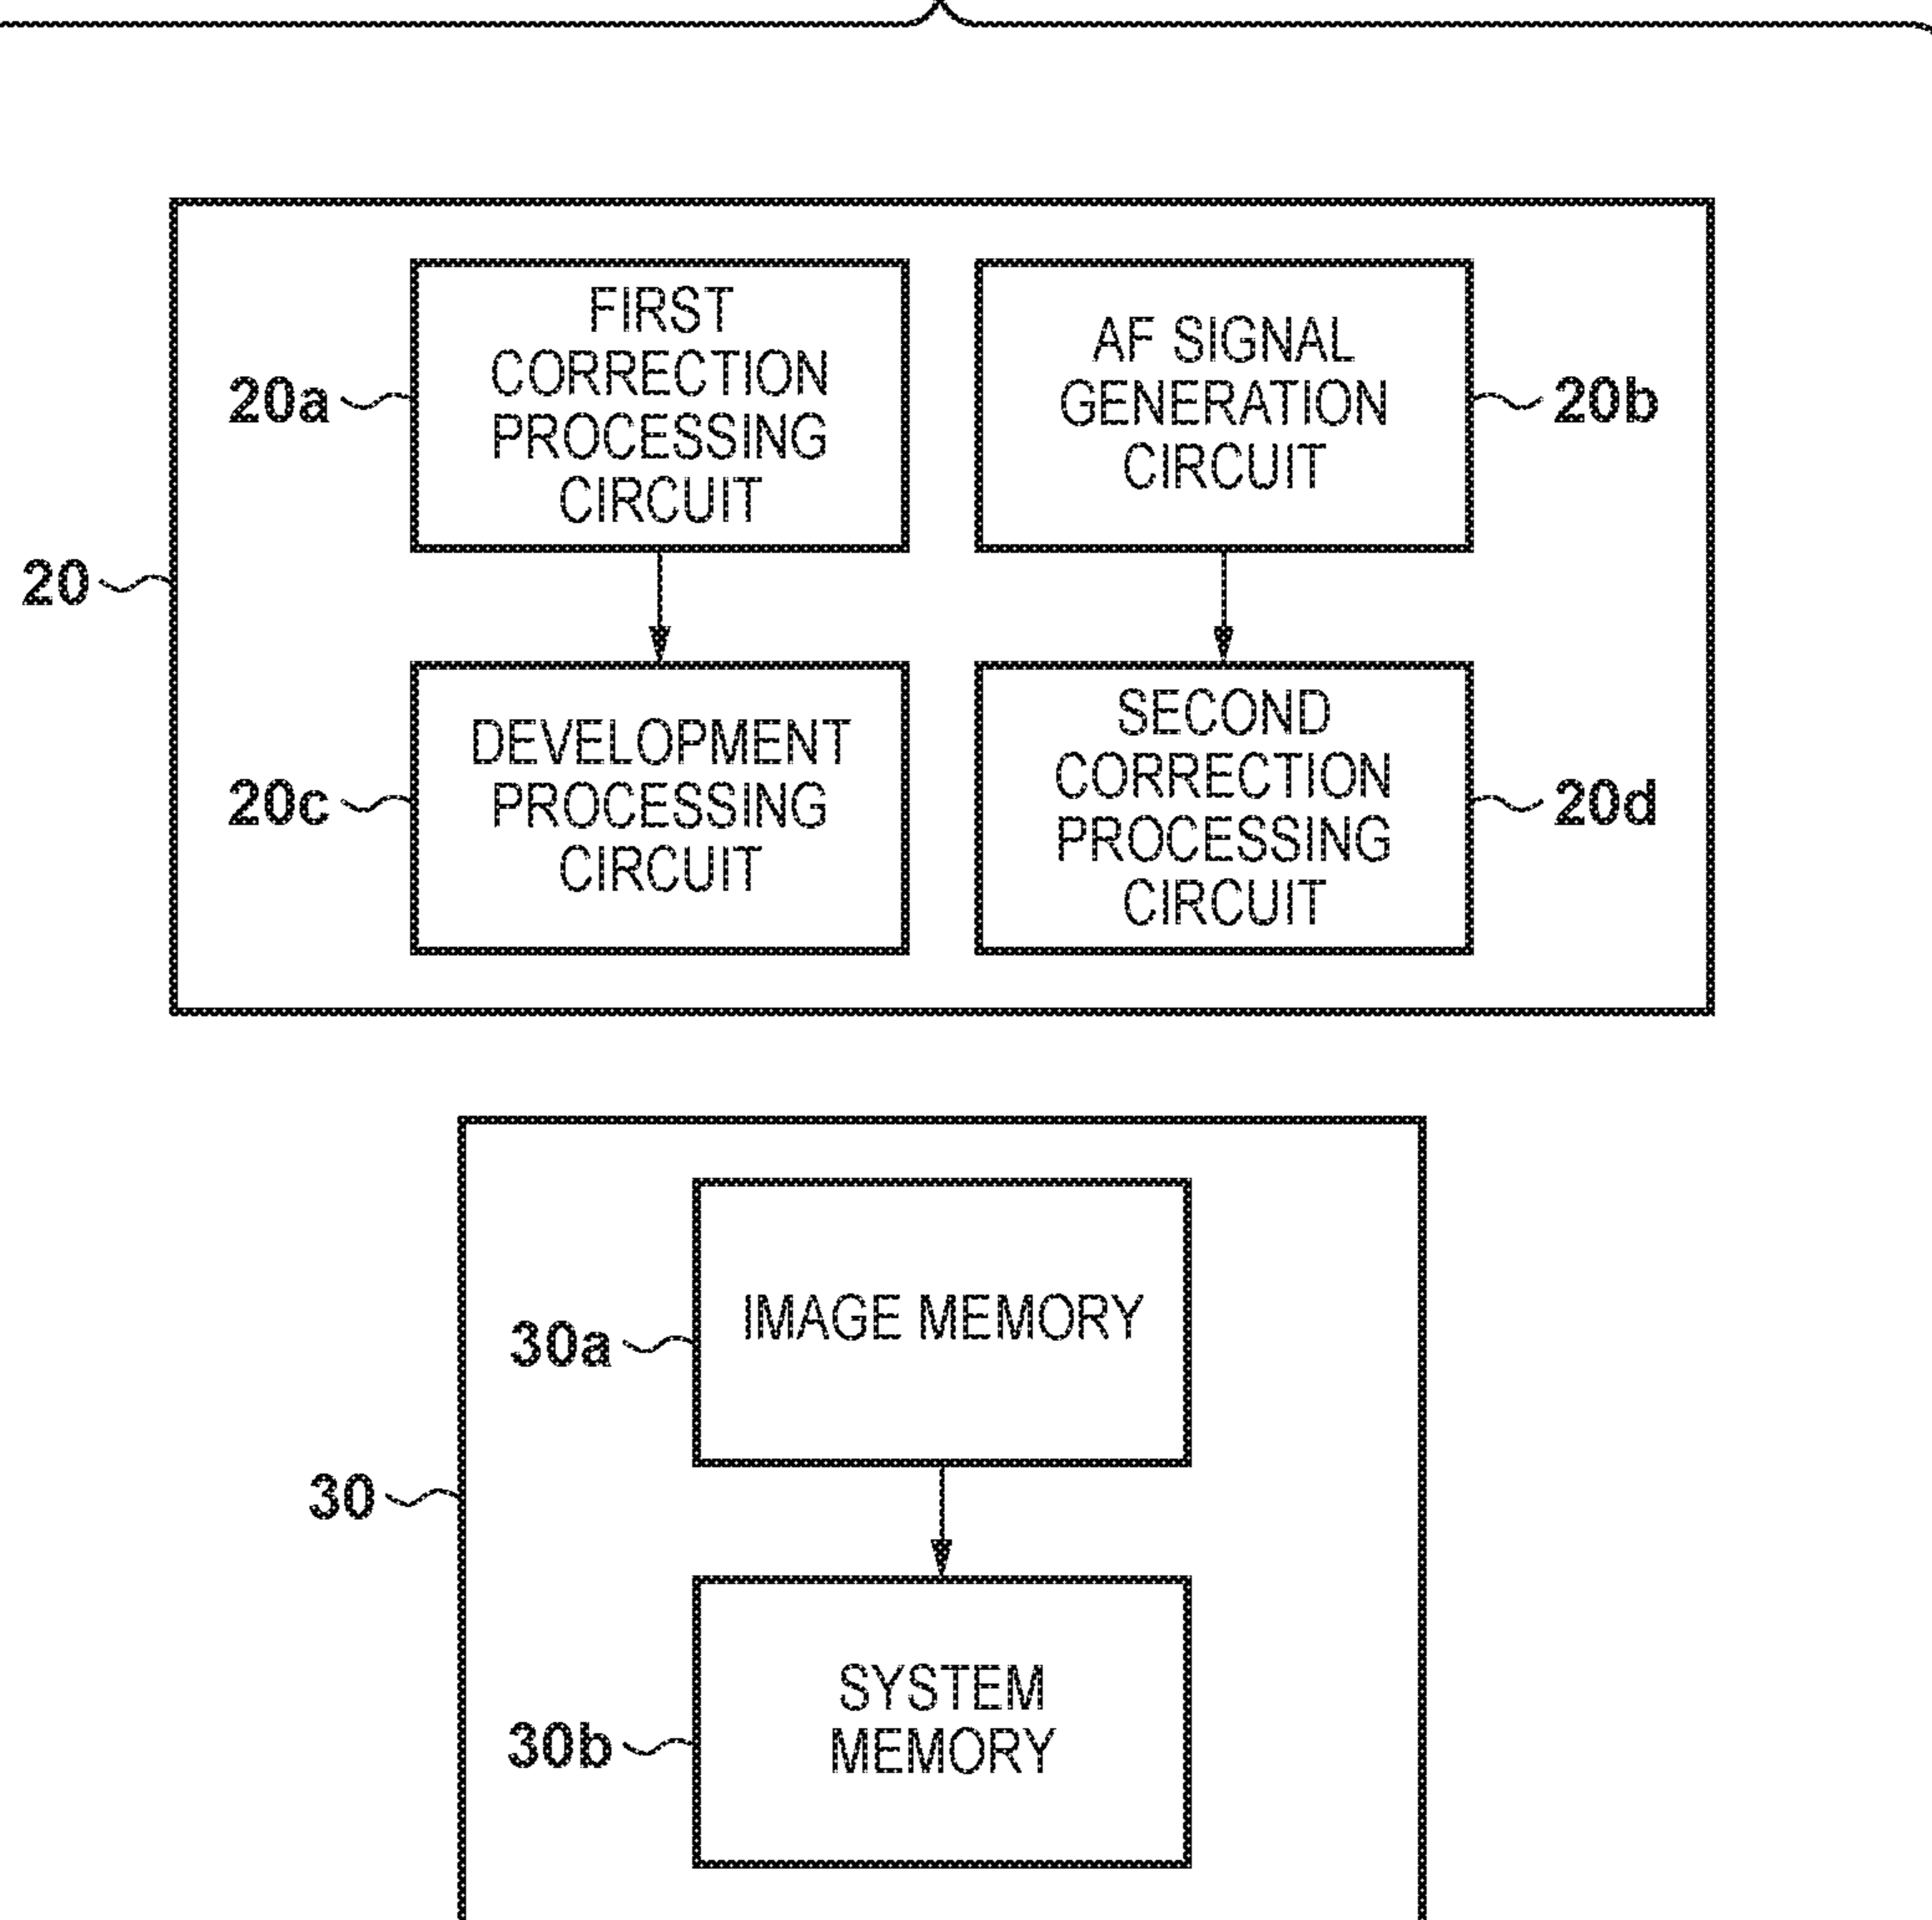 FIRST
CORRECTION
PROCESSING
CIRCUIT
20a
AF SIGNAL
GENERATION
CIRCUIT
20b
20
DEVELOPMENT
PROCESSING
CIRCUIT
20c
SECOND
CORRECTION
PROCESSING
CIRCUIT
20d
IMAGE MEMORY
30a
30
SYSTEM
MEMORY
30b